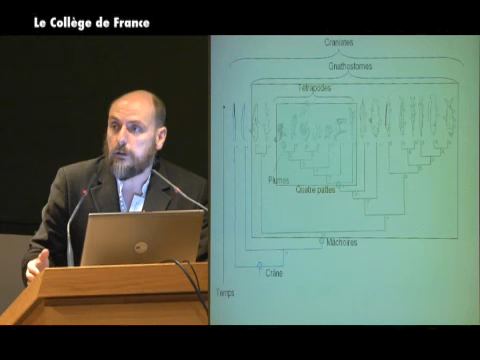 Le Collège de France
Craniates
Gnathostomes
Tétrapodes
Plumes
Quatre pattes
Mâchoires
Crâne
Temps